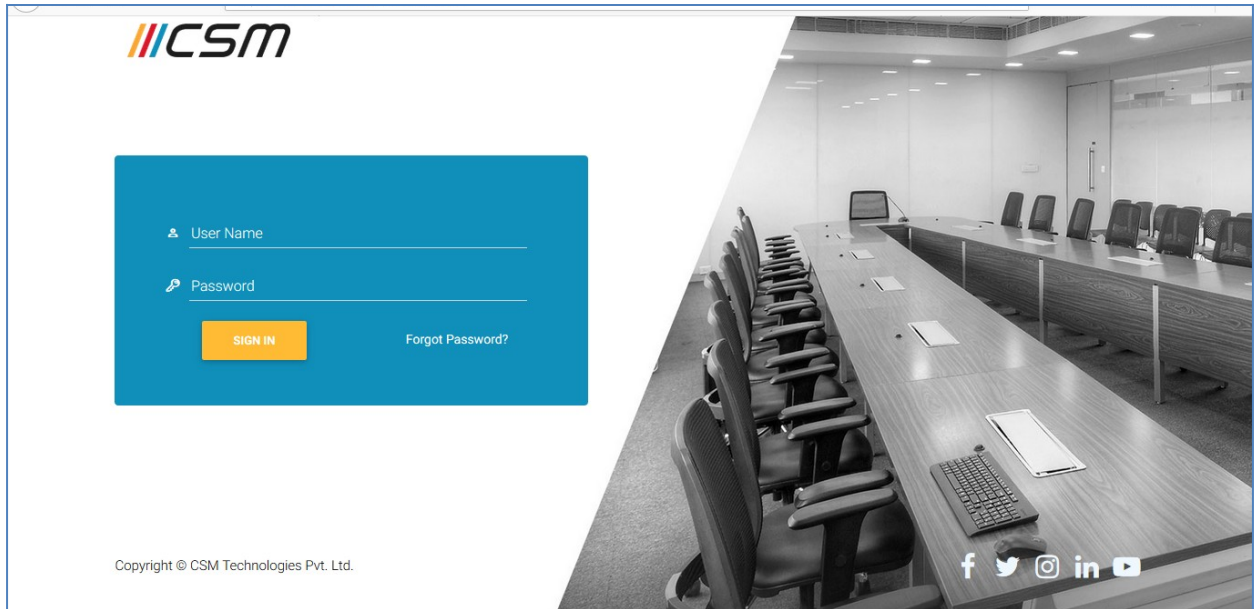 CSM
User Name
Password
SIGN IN
Forgot Password?
Copyright © CSM Technologies Pvt. Ltd.